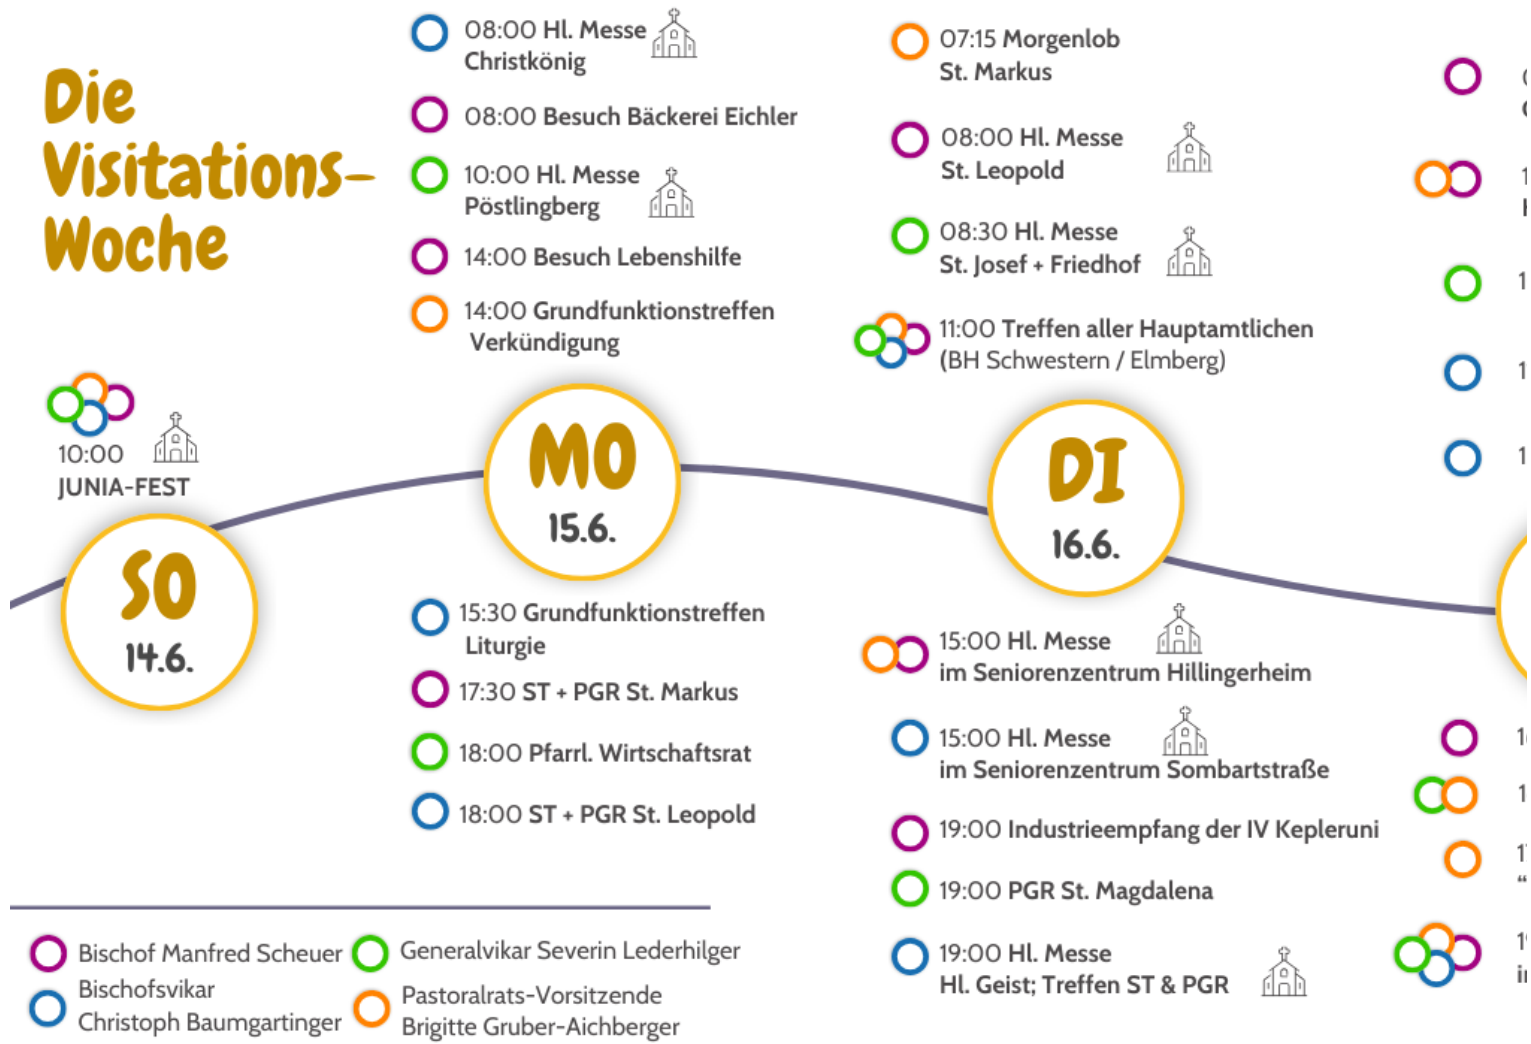 Die
Visitations-
Woche
10:00
JUNIA-FEST
SO
14.6.
08:00 Hl. Messe
Christkönig
08:00 Besuch Bäckerei Eichler
10:00 Hl. Messe
Pöstlingberg
14:00 Besuch Lebenshilfe
14:00 Grundfunktionstreffen
Verkündigung
MO
15.6.
15:30 Grundfunktionstreffen
Liturgie
17:30 ST + PGR St. Markus
18:00 Pfarrl. Wirtschaftsrat
18:00 ST + PGR St. Leopold
07:15 Morgenlob
St. Markus
08:00 Hl. Messe
St. Leopold
08:30 Hl. Messe
St. Josef + Friedhof
11:00 Treffen aller Hauptamtlichen
(BH Schwestern / Elmberg)
DI
16.6.
15:00 Hl. Messe
im Seniorenzentrum Hillingerheim
15:00 Hl. Messe
im Seniorenzentrum Sombartstraße
19:00 Industrieempfang der IV Kepleruni
19:00 PGR St. Magdalena
19:00 Hl. Messe
Hl. Geist; Treffen ST & PGR
Bischof Manfred Scheuer
Generalvikar Severin Lederhilger
Bischofsvikar
Christoph Baumgartinger
Pastoralrats-Vorsitzende
Brigitte Gruber-Aichberger